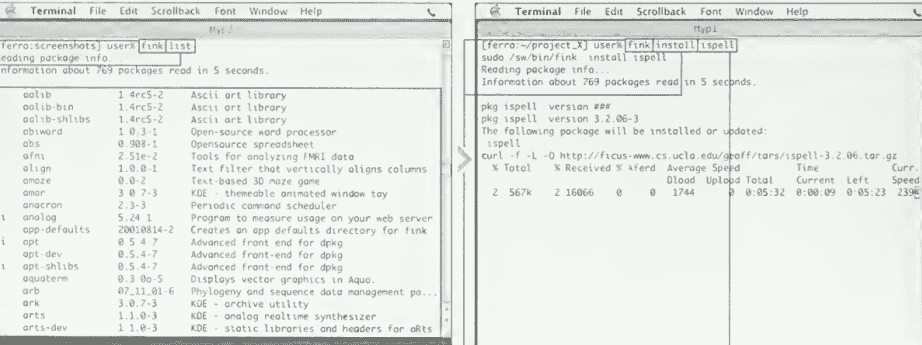 Terminal File Edit Scrollback Font Window Help
ferro:screenshots] user% fink list
eading package info..
nformation about 769 packages read in 5 seconds.
aalib 1 4rc5-2 Ascii art library
aalib-bin 1.4rc5-2 Ascii art library
aalib-shlibs 1.4rc5-2 Ascii art library
abiword 1 0.3-1 Open-source word processor
abs 0.908-1 Opensource spreadsheet
afni 2.51e-2 Tools for analyzing FMRI data
align 1.0.0-1 Text filter that vertically aligns columns
amaze 0.0-2 Text-based 3D maze game
amor 3 0 7-3 KDE - themeable animated window toy
anacron 2.3-3 Periodic command scheduler
i analog 5.24 1 Program to measure usage on your web server
app-defaults 20010814-2 Creates an app defaults directory for fink
i apt 0 5 4 7 Advanced front end for dpkg
apt-dev 0.5.4-7 Advanced front-end for dpkg
i apt-shlibs 0.5.4-7 Advanced front-end for dpkg
aquaterm 0.3 0a-5 Displays vector graphics in Aqua.
arb 07_11_01-6 Phylogeny and sequence data management pa...
ark 3.0.7-3 KDE - archive utility
arts 1.1.0-3 KDE - analog realtime synthesizer
arts-dev 1 1.0-3 KDE - static libraries and headers for aRts
Terminal File Edit Scrollback Font Window Help
[ferro:~/project_X] user% fink install ispell
sudo /sw/bin/fink install ispell
Reading package info...
Information about 769 packages read in 5 seconds.
pkg ispell version ###
pkg ispell version 3.2.06-3
The following package will be installed or updated:
ispell
curl -f -L -O http://ficus-www.cs.ucla.edu/geoff/tars/ispell-3.2.06.tar.gz
% Total % Received % Xferd Average Speed Time Curr.
Dload Upload Total Current Left Speed
2 567k 2 16066 0 0 1744 0 0:05:32 0:00:09 0:05:23 2396